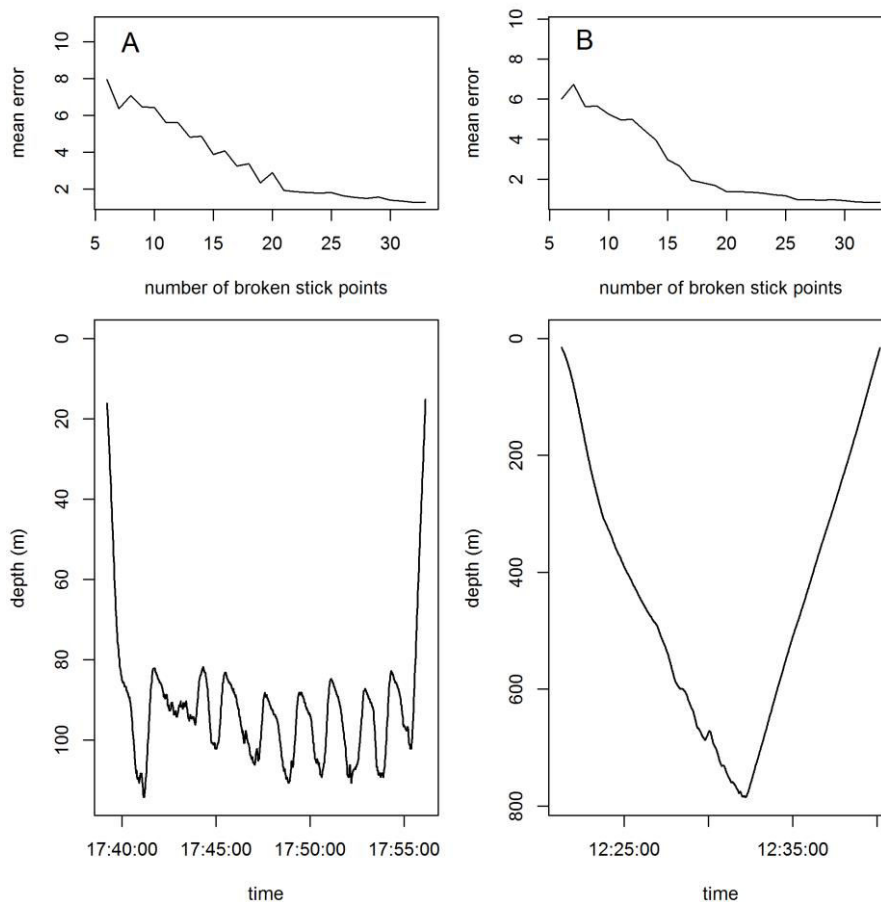 A
mean error
10
8
6
4
2
5 10 15 20 25 30
number of broken stick points
B
mean error
10
8
6
4
2
5 10 15 20 25 30
number of broken stick points
depth (m)
0
20
40
60
80
100
17:40:00 17:45:00 17:50:00 17:55:00
time
depth (m)
0
200
400
600
800
12:25:00 12:35:00
time